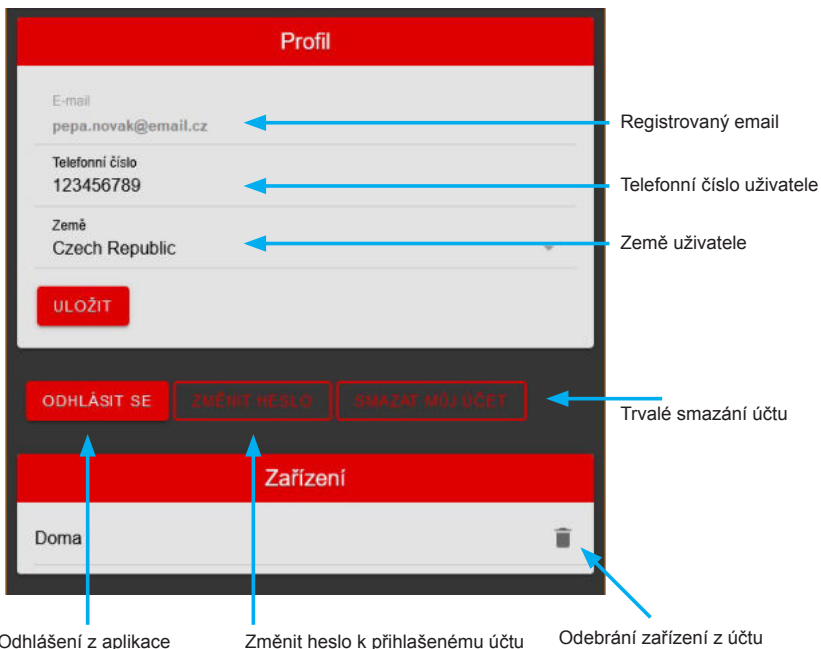 Profil
E-mail
pepa.novak@email.cz
Registrovaný email
Telefonní číslo
123456789
Telefonní číslo uživatele
Země
Czech Republic
Země uživatele
ULOŽIT
ODHLÁSIT SE
ZMĚNIT HESLO
SMAZAT MŮJ ÚČET
Trvalé smazání účtu
Zařízení
Doma
Odhlášení z aplikace
Změnit heslo k přihlašenému účtu
Odebrání zařízení z účtu